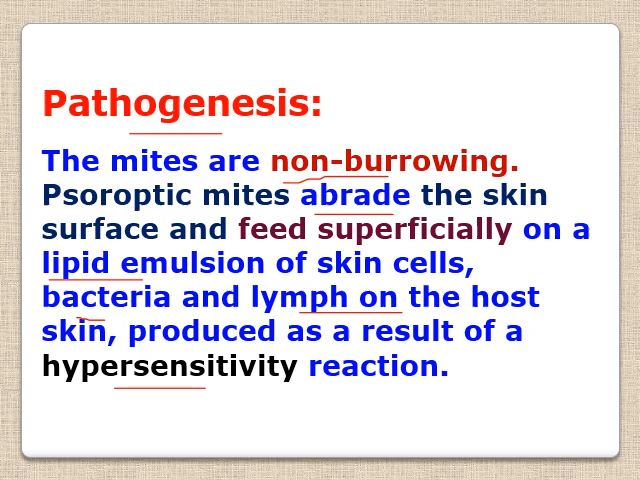 Pathogenesis:
The mites are non-burrowing.
Psoroptic mites abrade the skin
surface and feed superficially on a
lipid emulsion of skin cells,
bacteria and lymph on the host
skin, produced as a result of a
hypersensitivity reaction.